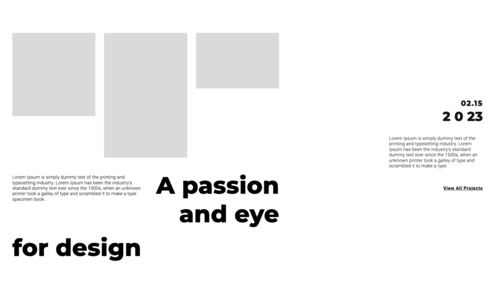 02.15
2 0 23
Lorem Ipsum is simply dummy text of the
printing and typesetting industry. Lorem
Ipsum has been the industry's standard
dummy text ever since the 1500s, when an
unknown printer took a galley of type and
scrambled it to make a type.
View All Projects
Lorem Ipsum is simply dummy text of the printing and
typesetting industry. Lorem Ipsum has been the industry's
standard dummy text ever since the 1500s, when an unknown
printer took a galley of type and scrambled it to make a type
specimen book.
A passion
and eye
for design